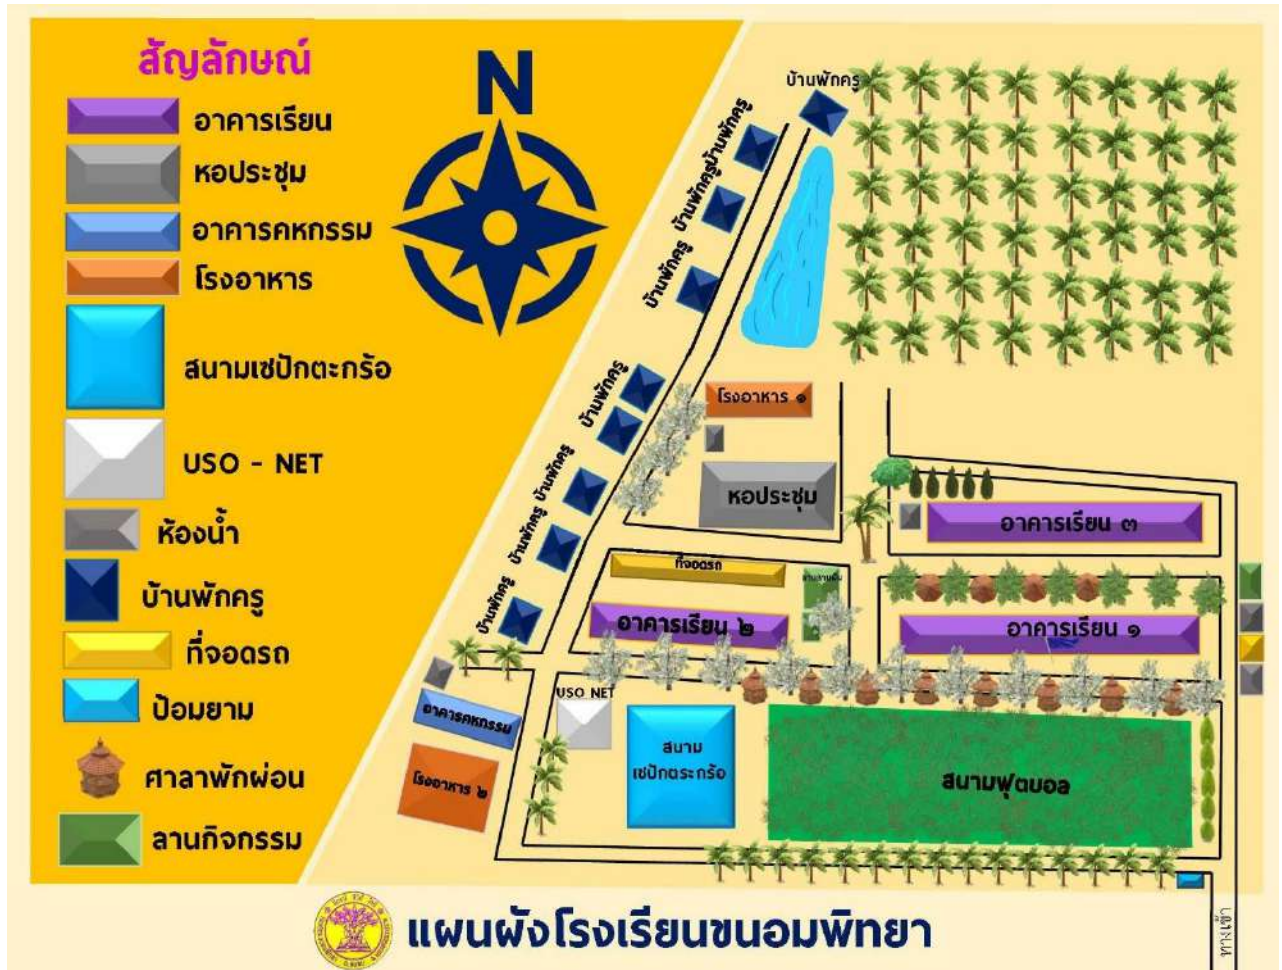 สัญลักษณ์
อาคารเรียน
หอประชุม
อาคารคหกรรม
โรงอาหาร
สนามเซปักตะกร้อ
USO - NET
ห้องน้ำ
บ้านพักครู
ที่จอดรถ
ป้อมยาม
ศาลาพักผ่อน
ลานกิจกรรม
N
บ้านพักครู
บ้านพักครู
บ้านพักครู
บ้านพักครู
บ้านพักครู
บ้านพักครู
บ้านพักครู
บ้านพักครู
โรงอาหาร ๑
หอประชุม
อาคารเรียน ๓
ที่จอดรถ
อาคารเรียน ๒
อาคารเรียน ๑
USO NET
อาคารคหกรรม
โรงอาหาร ๒
สนาม
เซปักตระกร้อ
สนามฟุตบอล
ทางเข้า
แผนผังโรงเรียนขนอมพิทยา